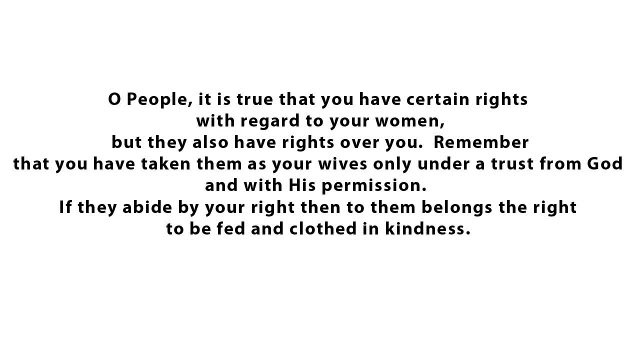 O People, it is true that you have certain rights
with regard to your women,
but they also have rights over you.  Remember
that you have taken them as your wives only under a trust from God
and with His permission.
If they abide by your right then to them belongs the right
to be fed and clothed in kindness.